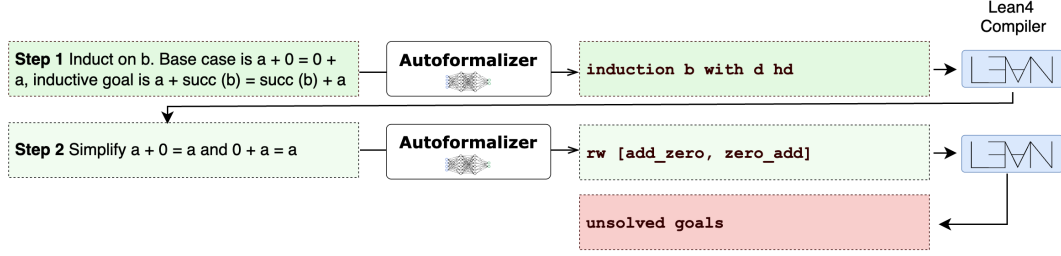 Lean4
Compiler
Step 1 Induct on b. Base case is a + 0 = 0 +
a, inductive goal is a + succ (b) = succ (b) + a
Autoformalizer
induction b with d hd
L∃∀N
Step 2 Simplify a + 0 = a and 0 + a = a
Autoformalizer
rw [add_zero, zero_add]
L∃∀N
unsolved goals